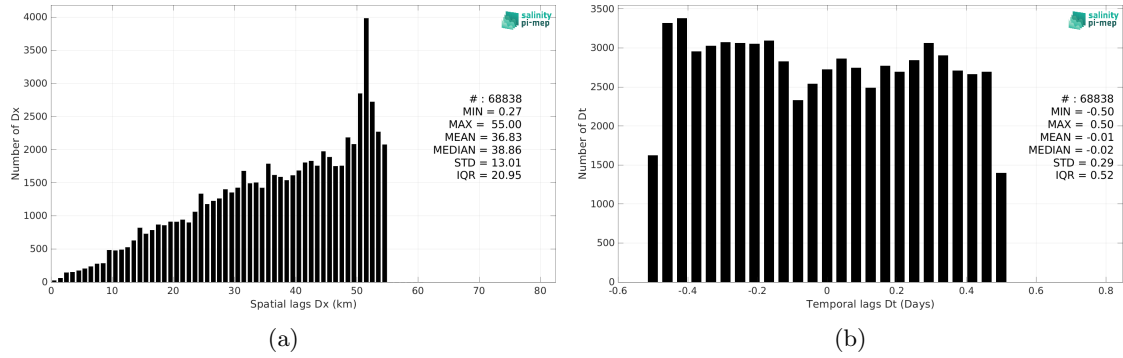 4000
3500
3000
2500
2000
1500
1000
500
0
Number of Dx
salinity
pi-mep
# : 68838
MIN = 0.27
MAX = 55.00
MEAN = 36.83
MEDIAN = 38.86
STD = 13.01
IQR = 20.95
0 10 20 30 40 50 60 70 80
Spatial lags Dx (km)
(a)
3500
3000
2500
2000
1500
1000
500
0
Number of Dt
salinity
pi-mep
# : 68838
MIN = -0.50
MAX = 0.50
MEAN = -0.01
MEDIAN = -0.02
STD = 0.29
IQR = 0.52
-0.6 -0.4 -0.2 0 0.2 0.4 0.6 0.8
Temporal lags Dt (Days)
(b)